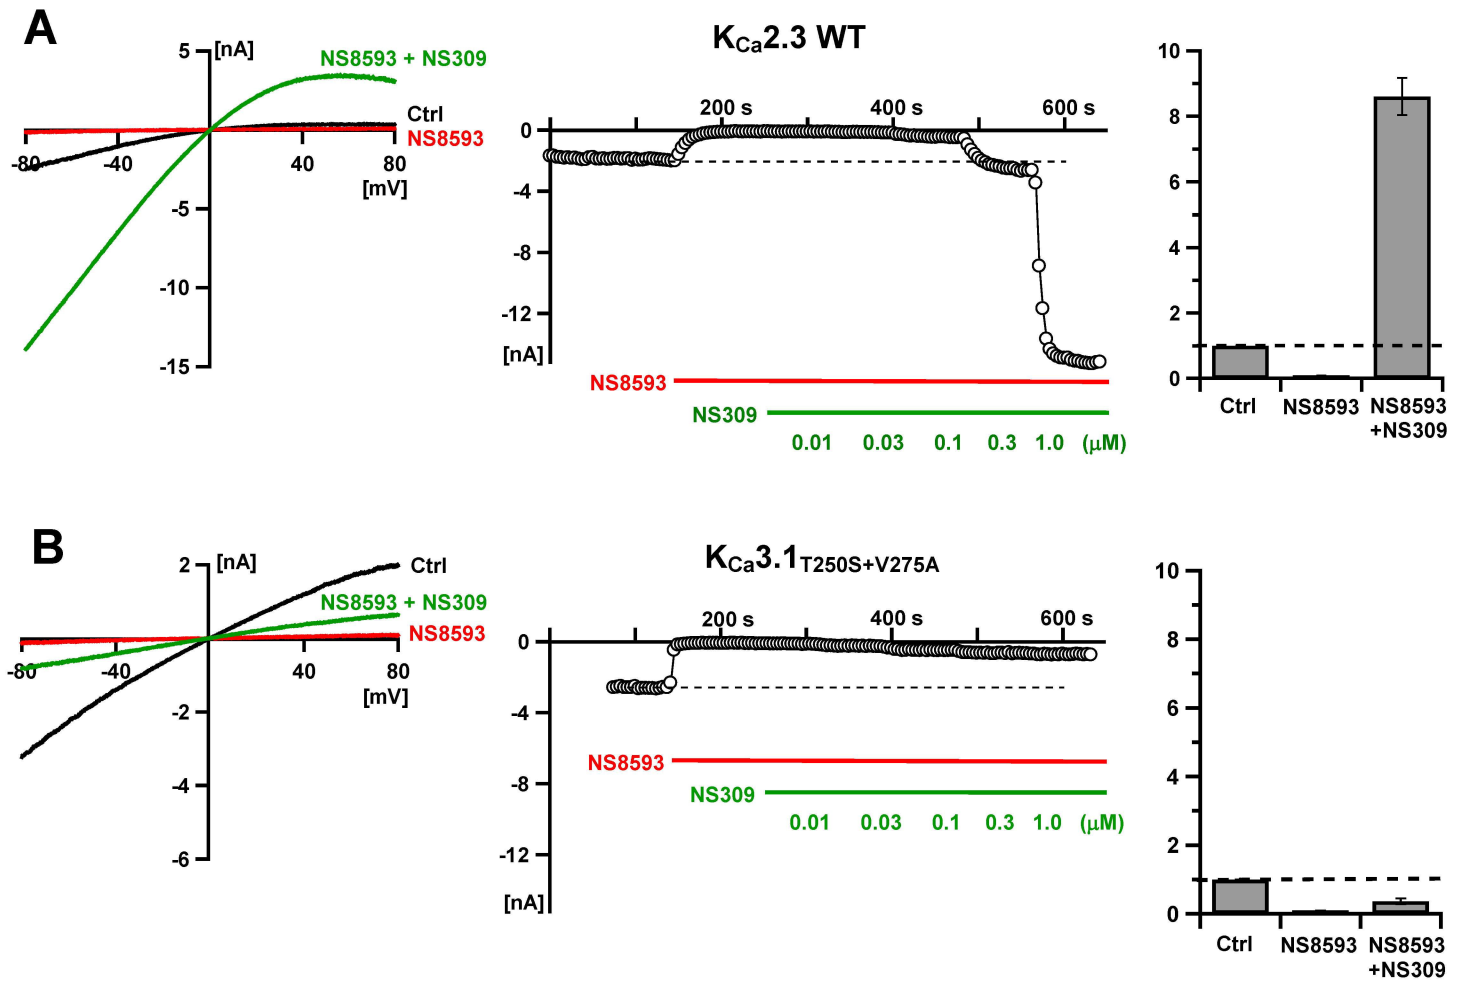 A
K_Ca2.3 WT
5
[nA]
NS8593 + NS309
Ctrl
NS8593
-80
-40
40
80
[mV]
-5
-10
-15
200 s
400 s
600 s
0
-4
-8
-12
[nA]
NS8593
NS309
0.01 0.03 0.1 0.3 1.0 (μM)
10
8
6
4
2
0
Ctrl
NS8593
NS8593
+NS309
B
K_Ca3.1_T250S+V275A
2
[nA]
Ctrl
NS8593 + NS309
NS8593
-80
-40
40
80
[mV]
-2
-4
-6
200 s
400 s
600 s
0
-4
-8
-12
[nA]
NS8593
NS309
0.01 0.03 0.1 0.3 1.0 (μM)
10
8
6
4
2
0
Ctrl
NS8593
NS8593
+NS309